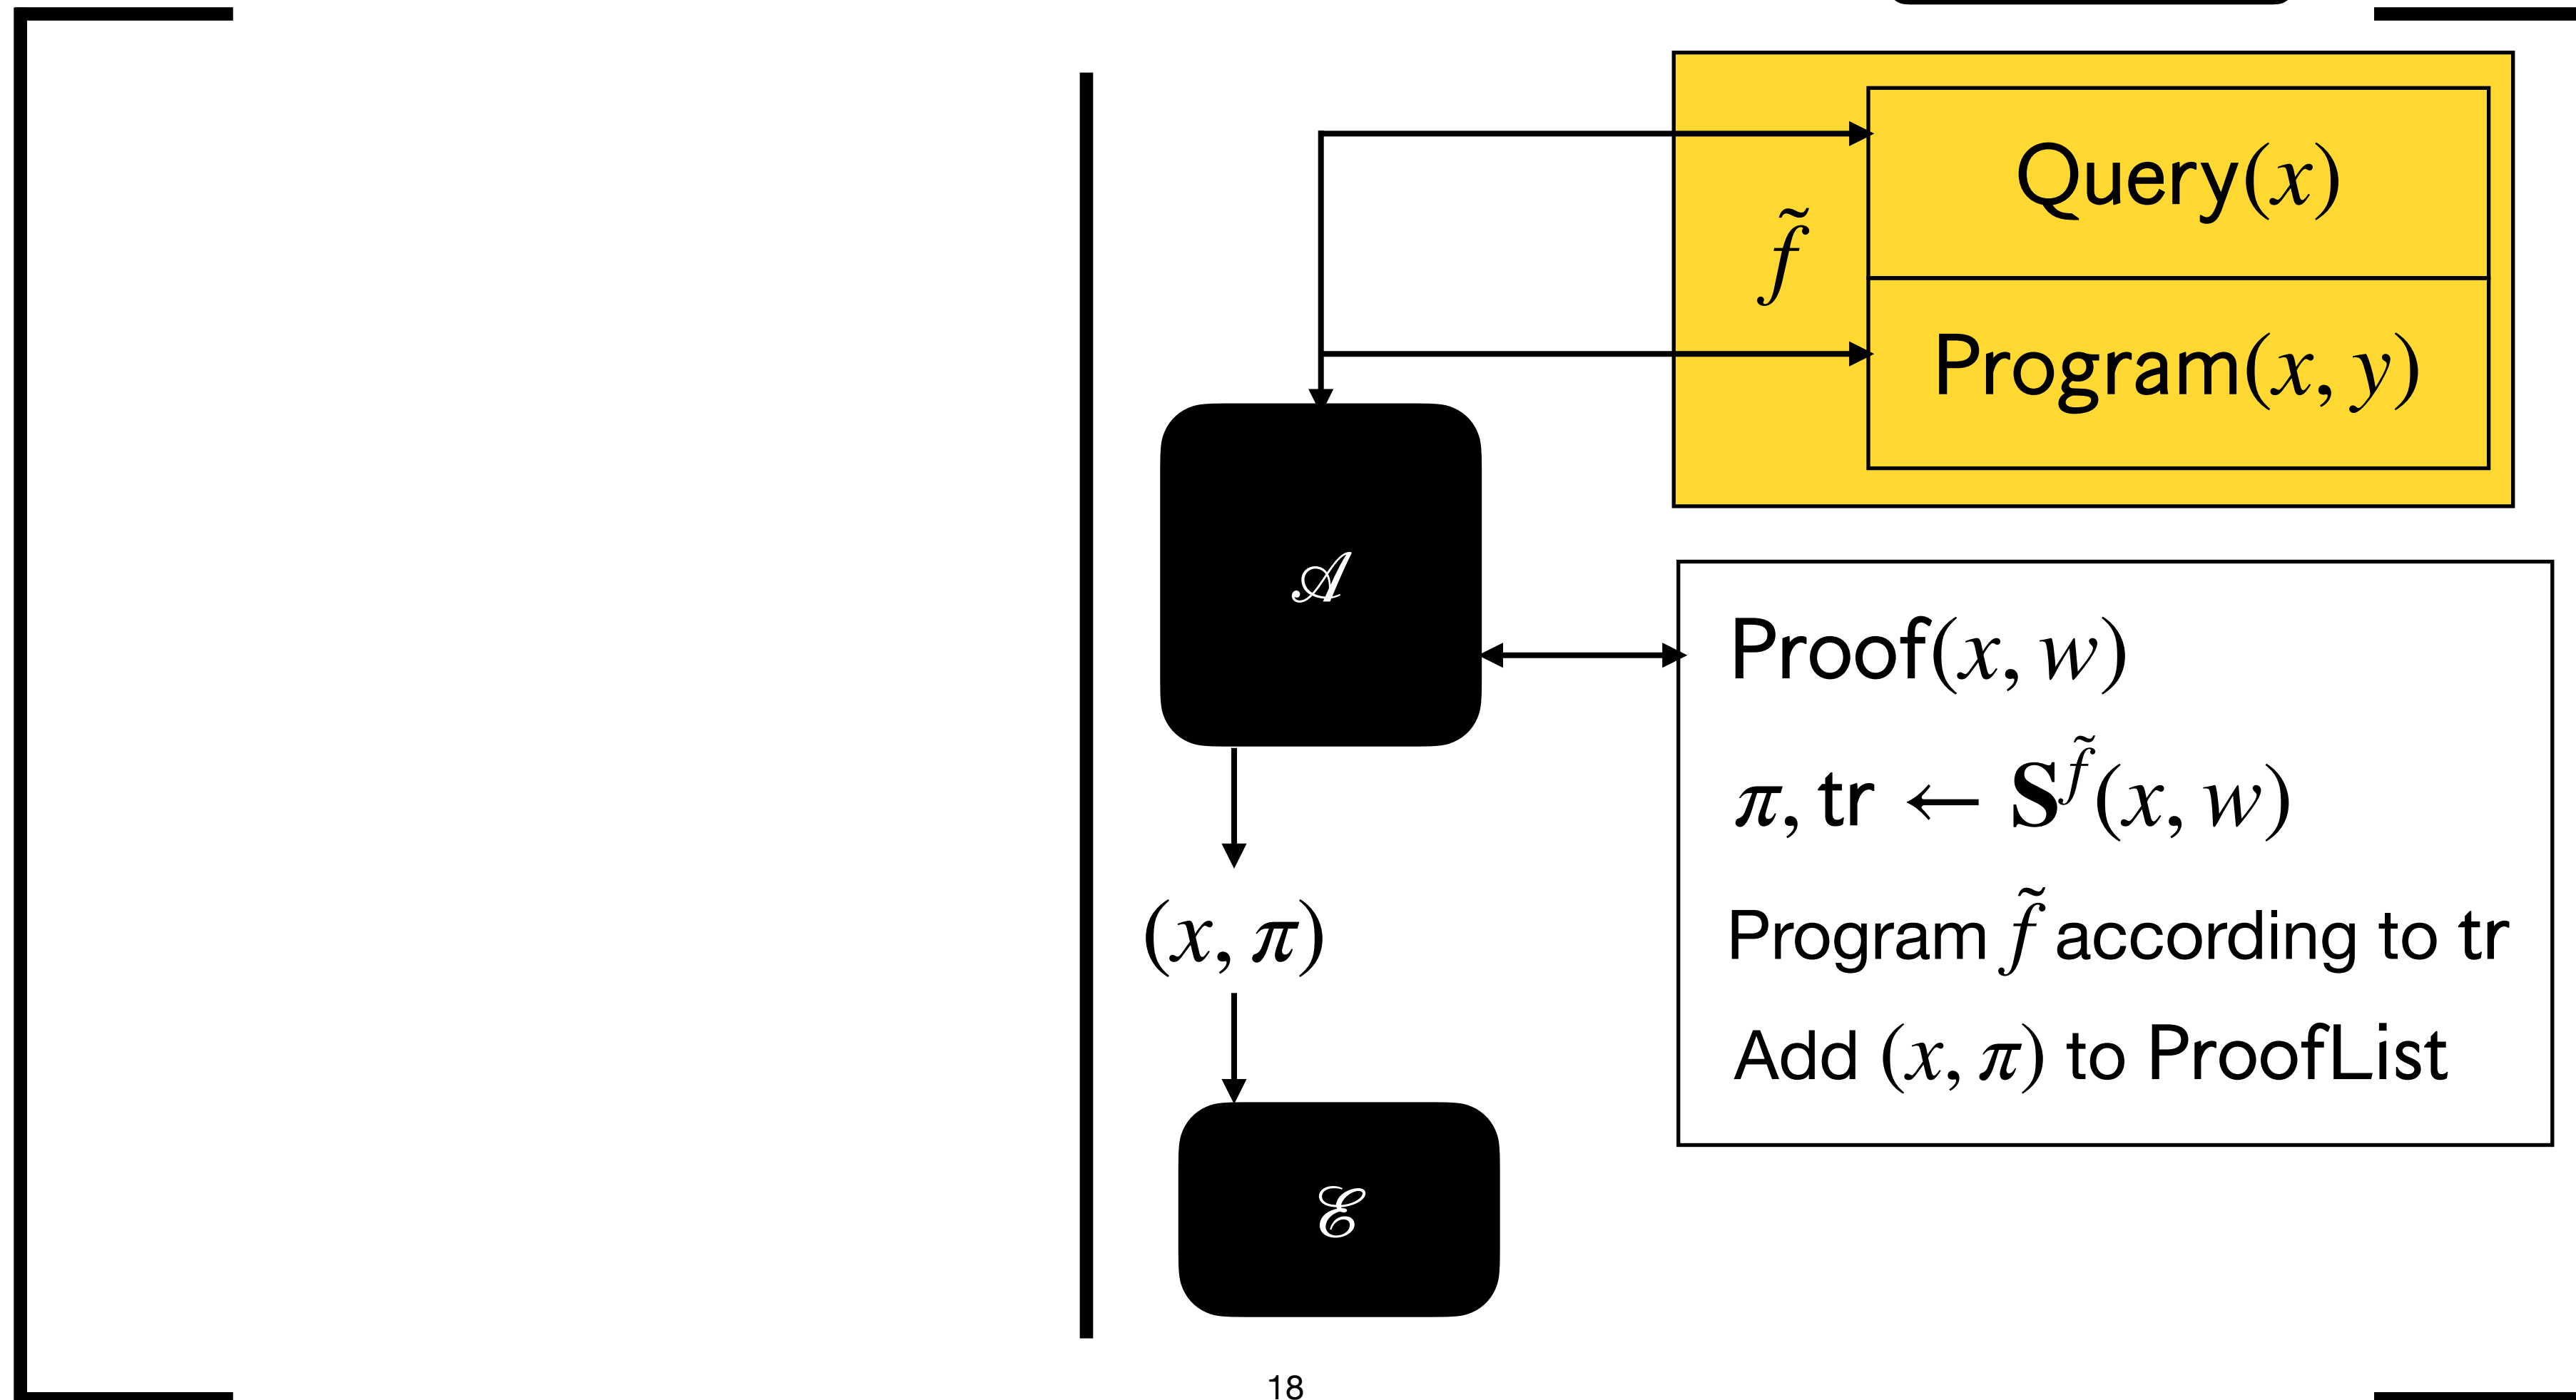 Query(x)
f̃
Program(x, y)
𝒜
Proof(x, w)
π, tr ← S^f̃(x, w)
(x, π)
Program f̃ according to tr
Add (x, π) to ProofList
ℰ
18